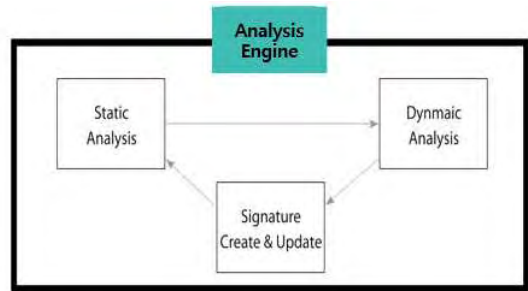 Analysis
Engine
Static
Analysis
Dynmaic
Analysis
Signature
Create & Update